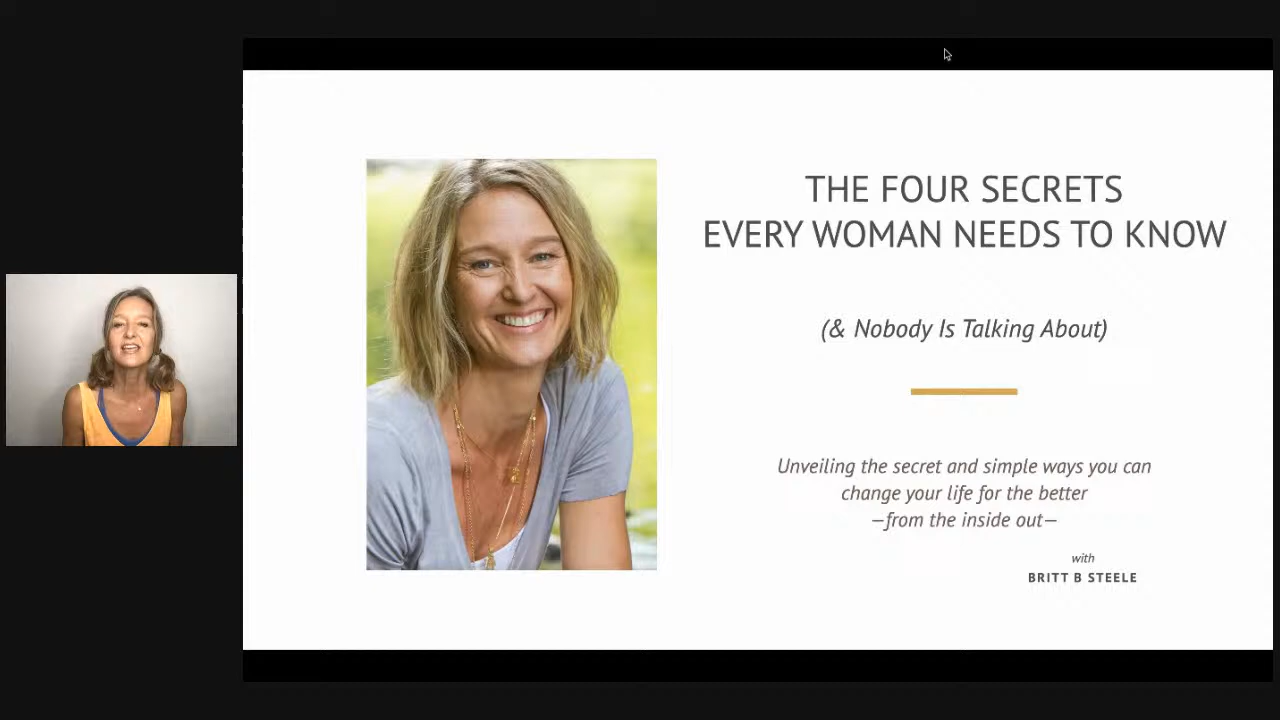 THE FOUR SECRETS
EVERY WOMAN NEEDS TO KNOW
(& Nobody Is Talking About)
Unveiling the secret and simple ways you can
change your life for the better
—from the inside out—
with
BRITT B STEELE